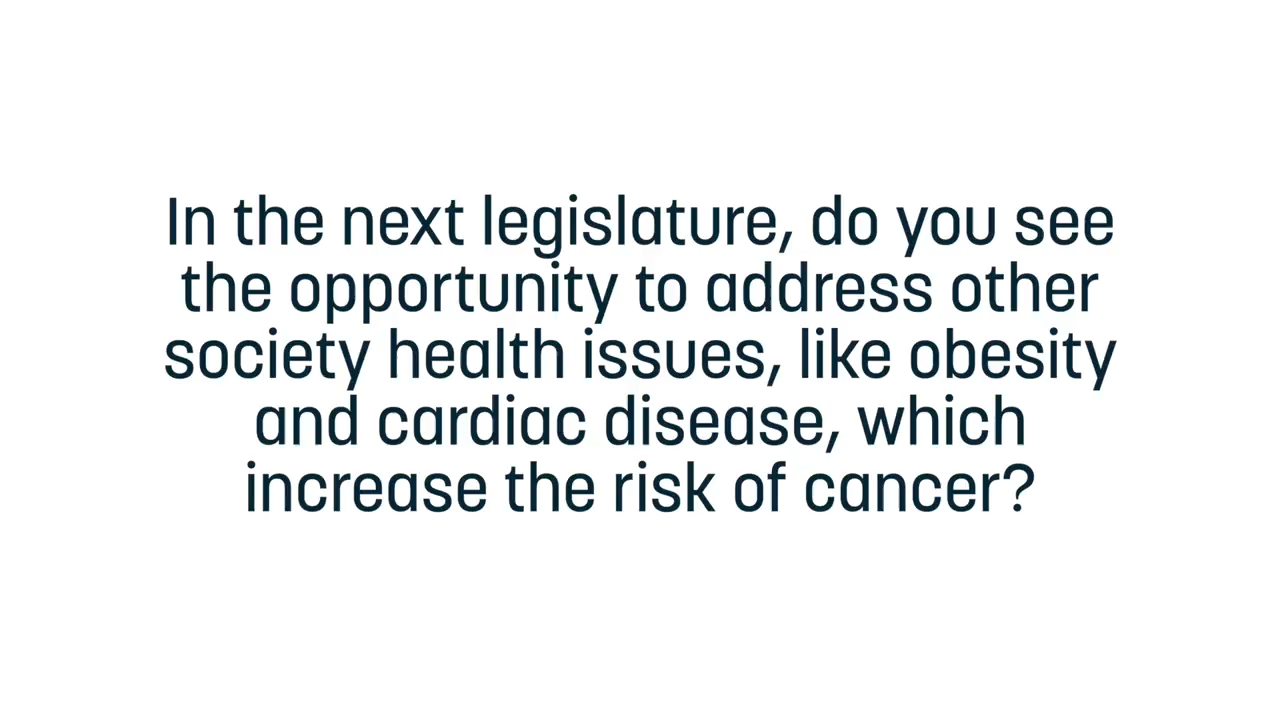 In the next legislature, do you see
the opportunity to address other
society health issues, like obesity
and cardiac disease, which
increase the risk of cancer?